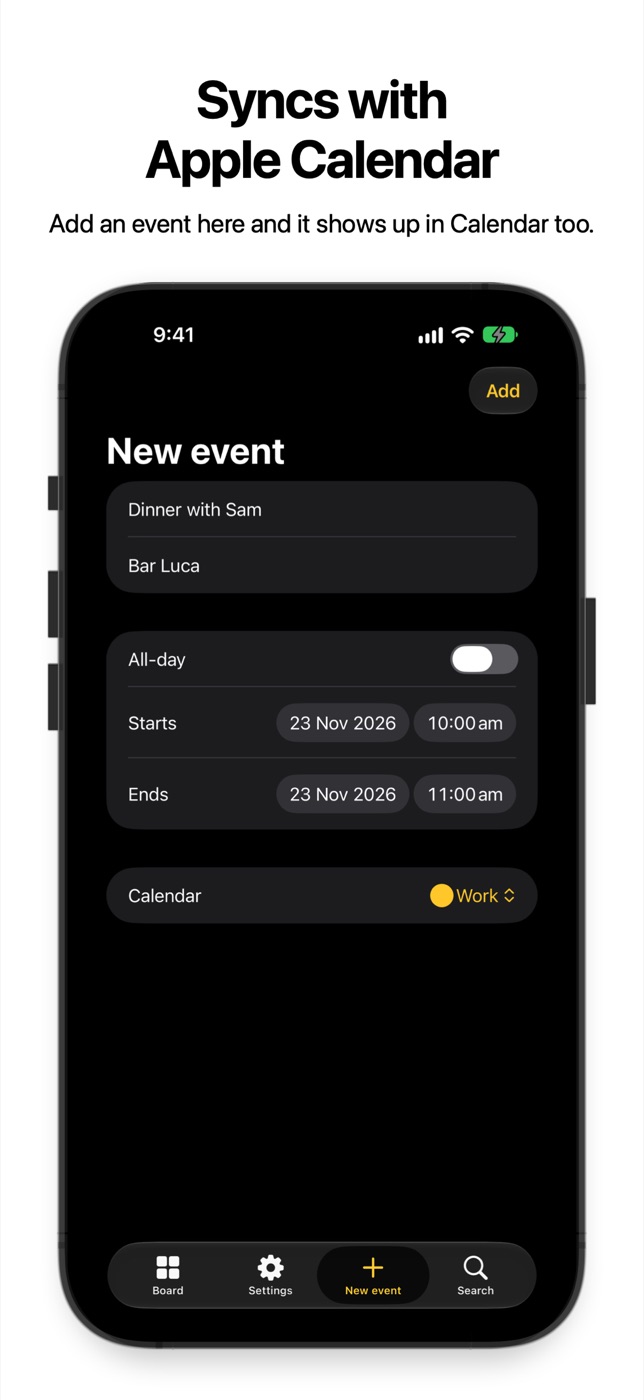 Syncs with
Apple Calendar
Add an event here and it shows up in Calendar too.
9:41
Add
New event
Dinner with Sam
Bar Luca
All-day
Starts 23 Nov 2026 10:00 am
Ends 23 Nov 2026 11:00 am
Calendar Work
Board Settings New event Search